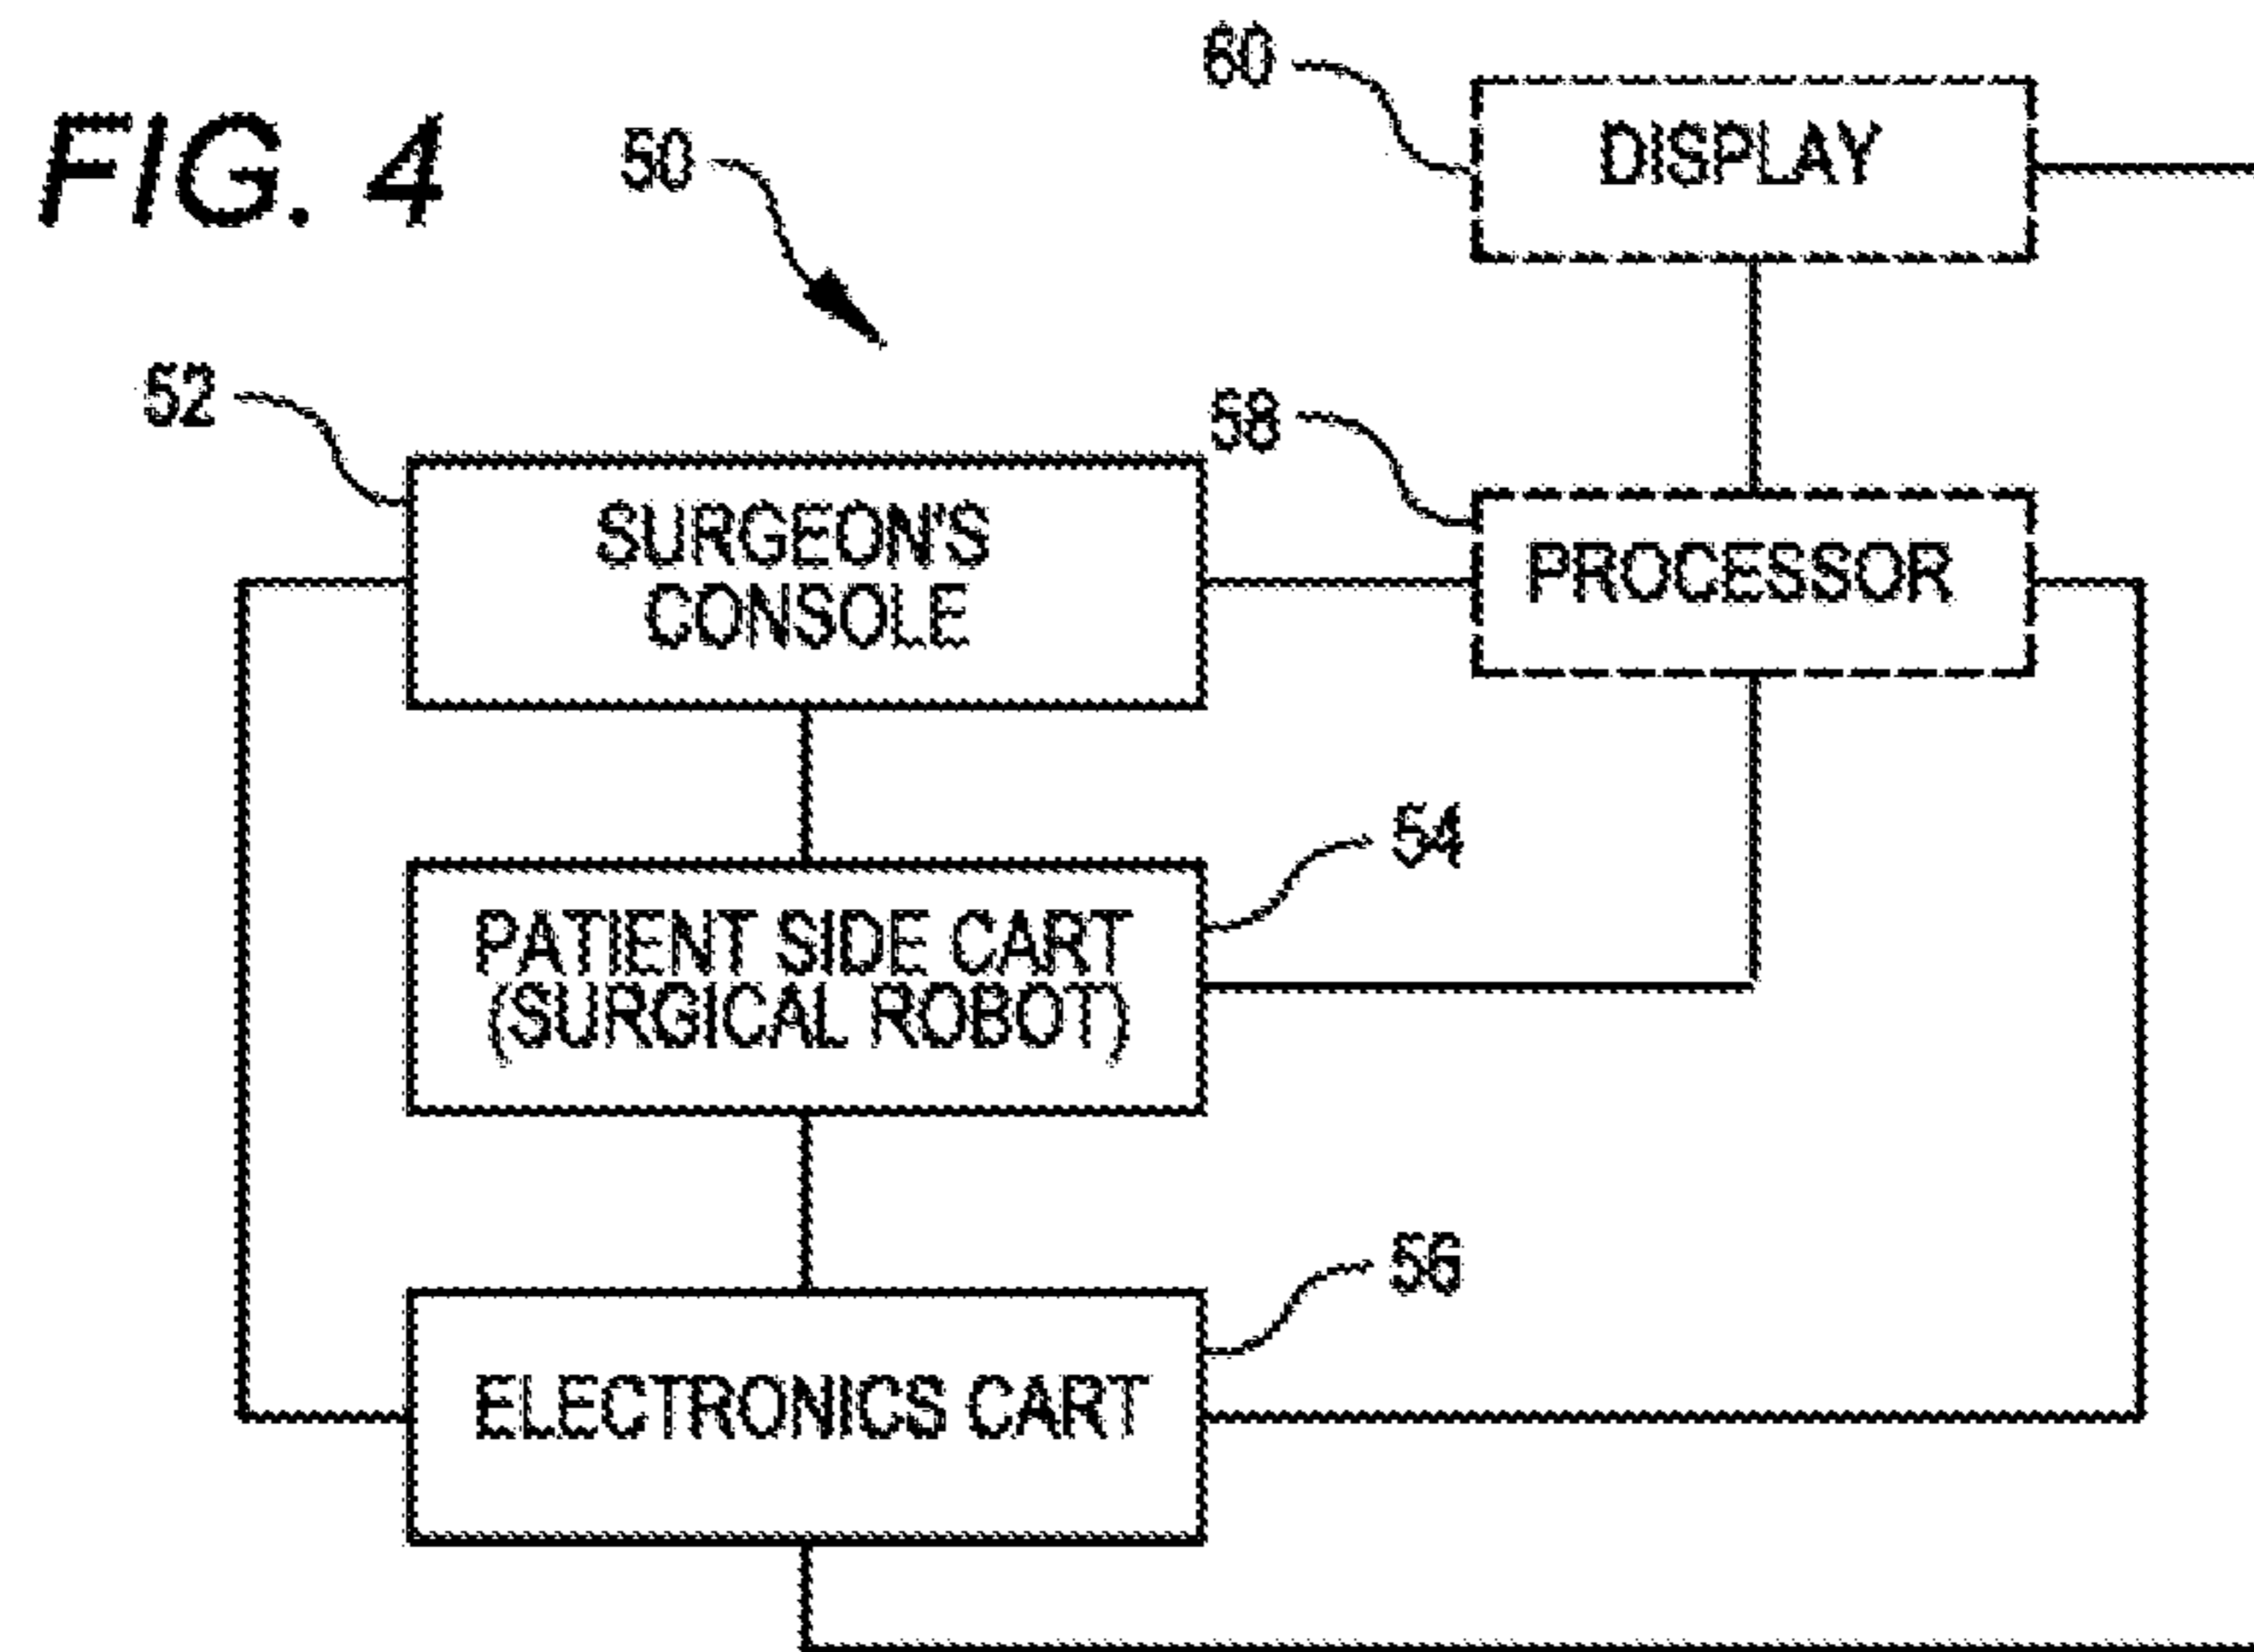 FIG. 4
50
60
DISPLAY
52
58
SURGEON'S
CONSOLE
PROCESSOR
54
PATIENT SIDE CART
(SURGICAL ROBOT)
56
ELECTRONICS CART